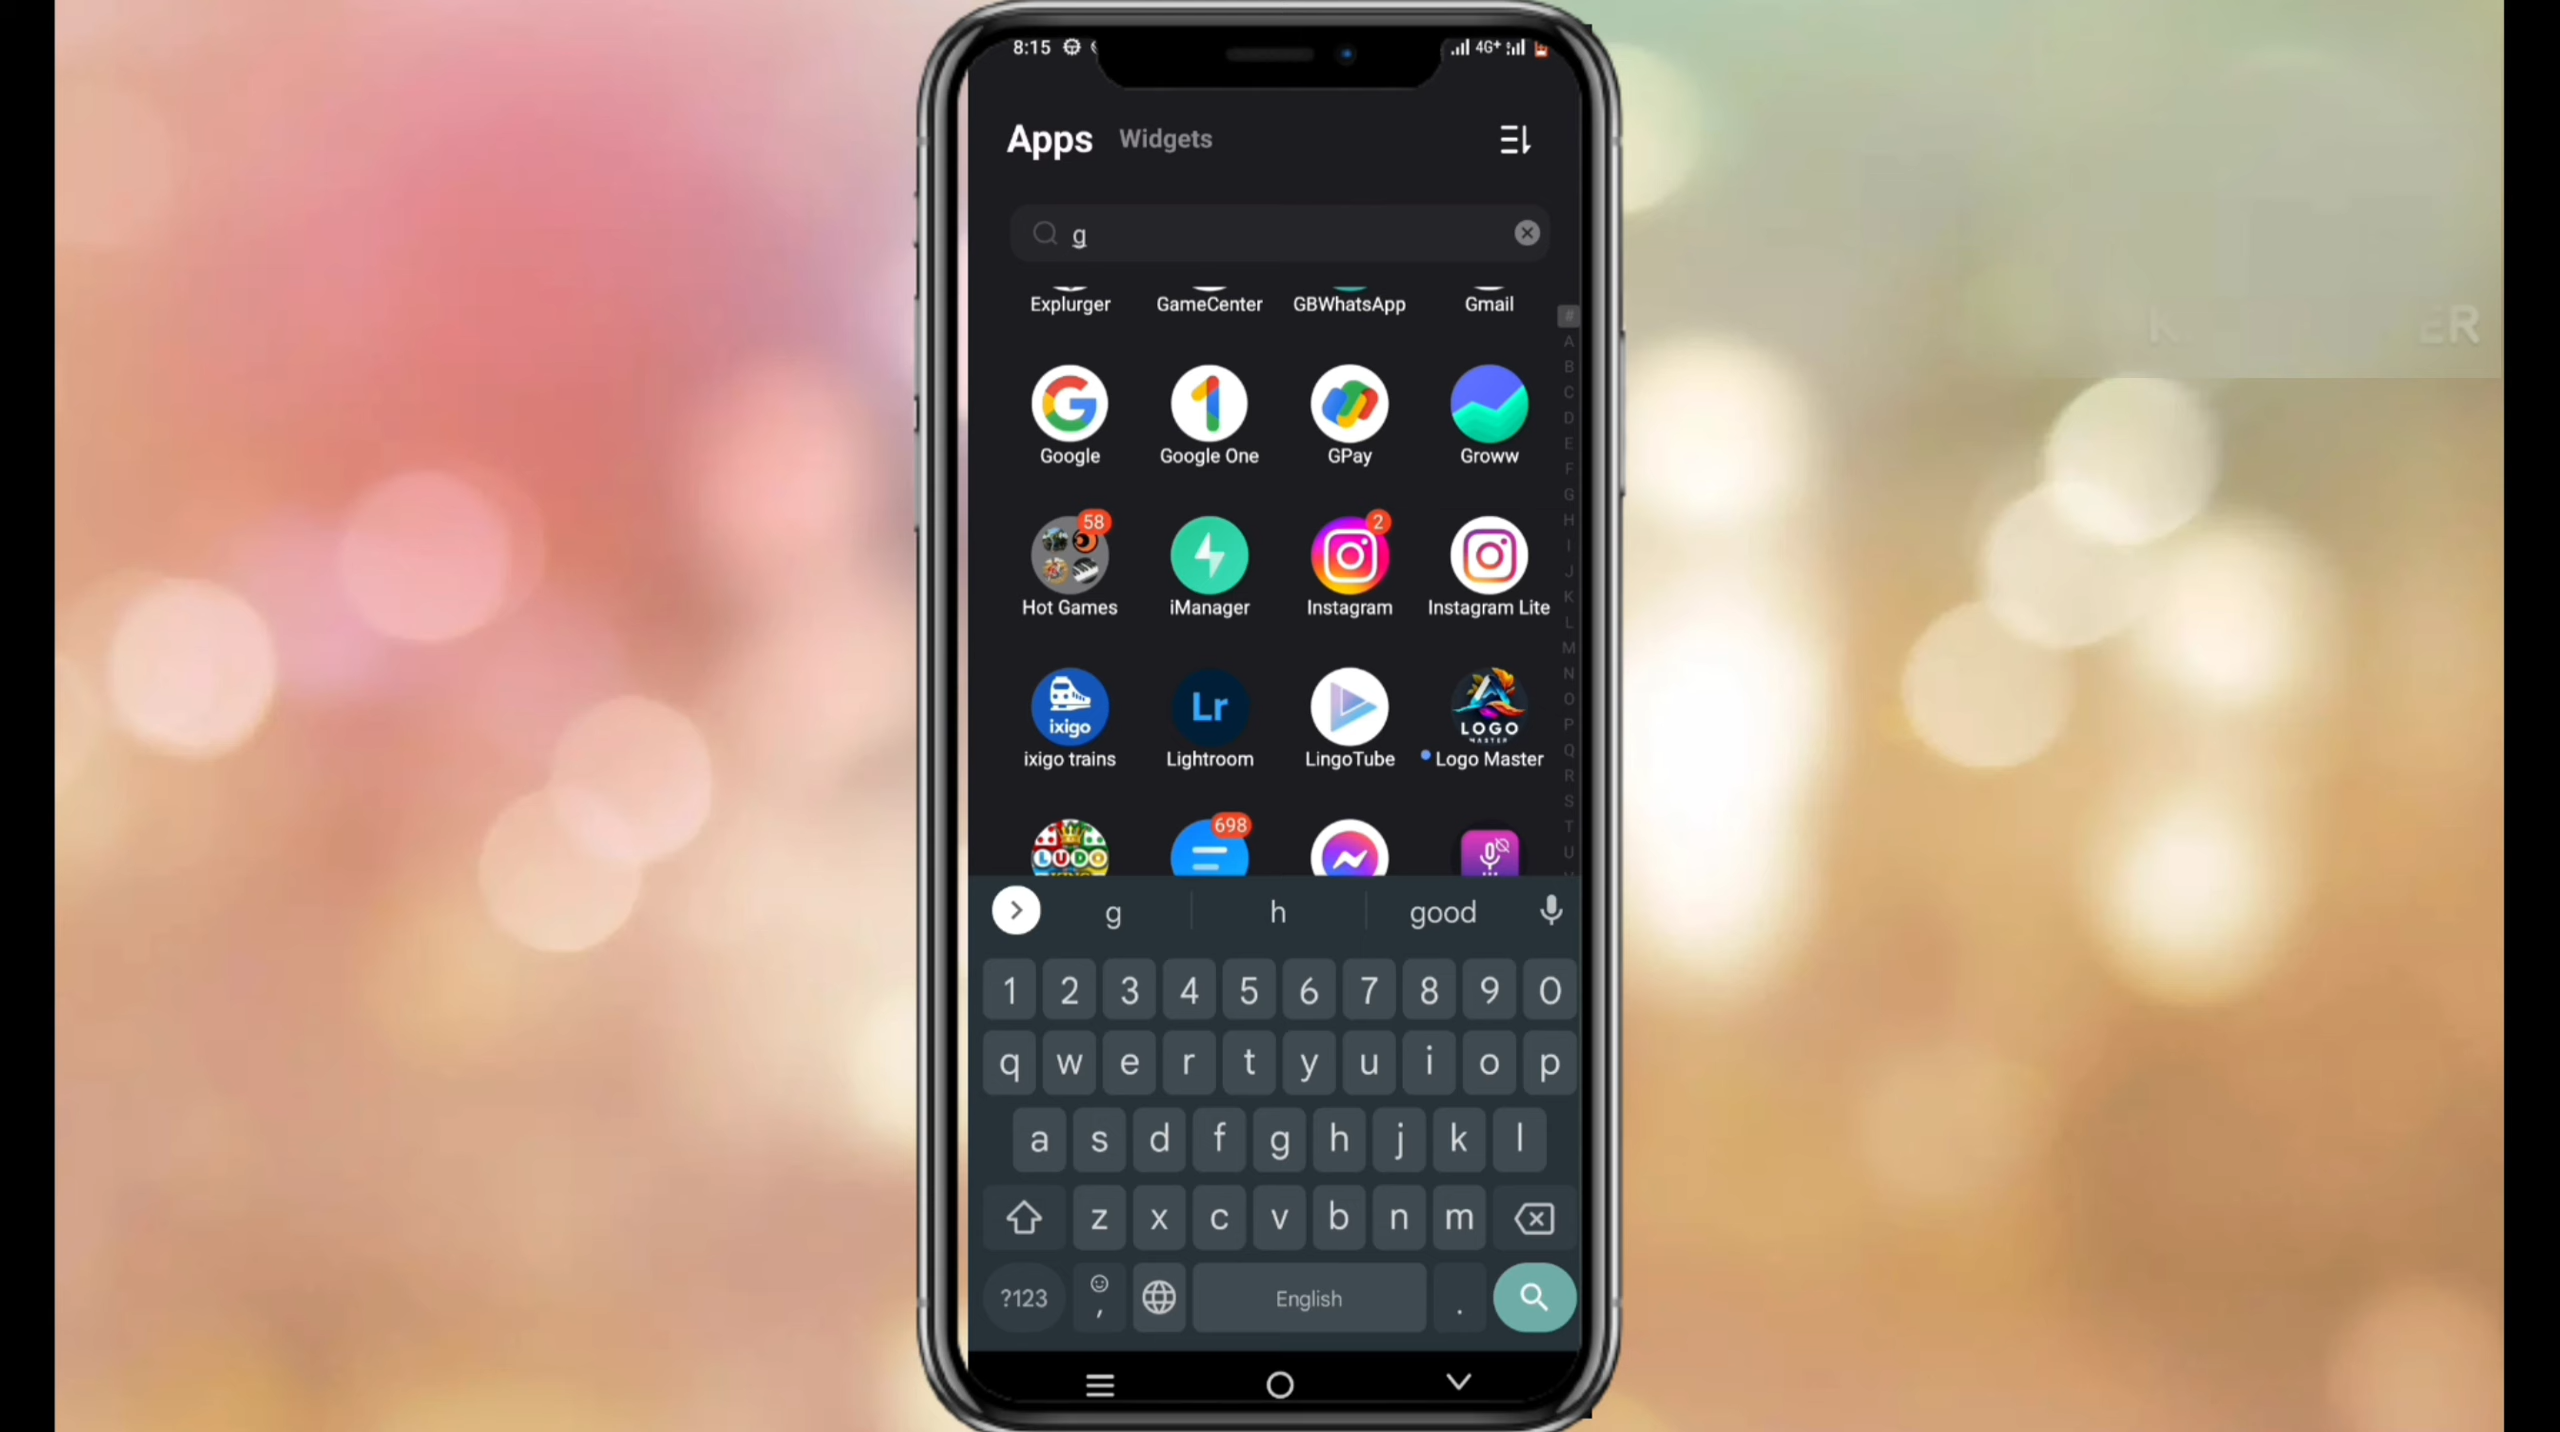 8:15 4G+
Apps Widgets
g
Explurger GameCenter GBWhatsApp Gmail
Google Google One GPay Groww
58 2
Hot Games iManager Instagram Instagram Lite
ixigo Lr LOGO MASTER
ixigo trains Lightroom LingoTube Logo Master
LUDO 698
#
A
B
C
D
E
F
G
H
I
J
K
L
M
N
O
P
Q
R
S
T
U
g h good
1 2 3 4 5 6 7 8 9 0
q w e r t y u i o p
a s d f g h j k l
z x c v b n m
?123 , English .